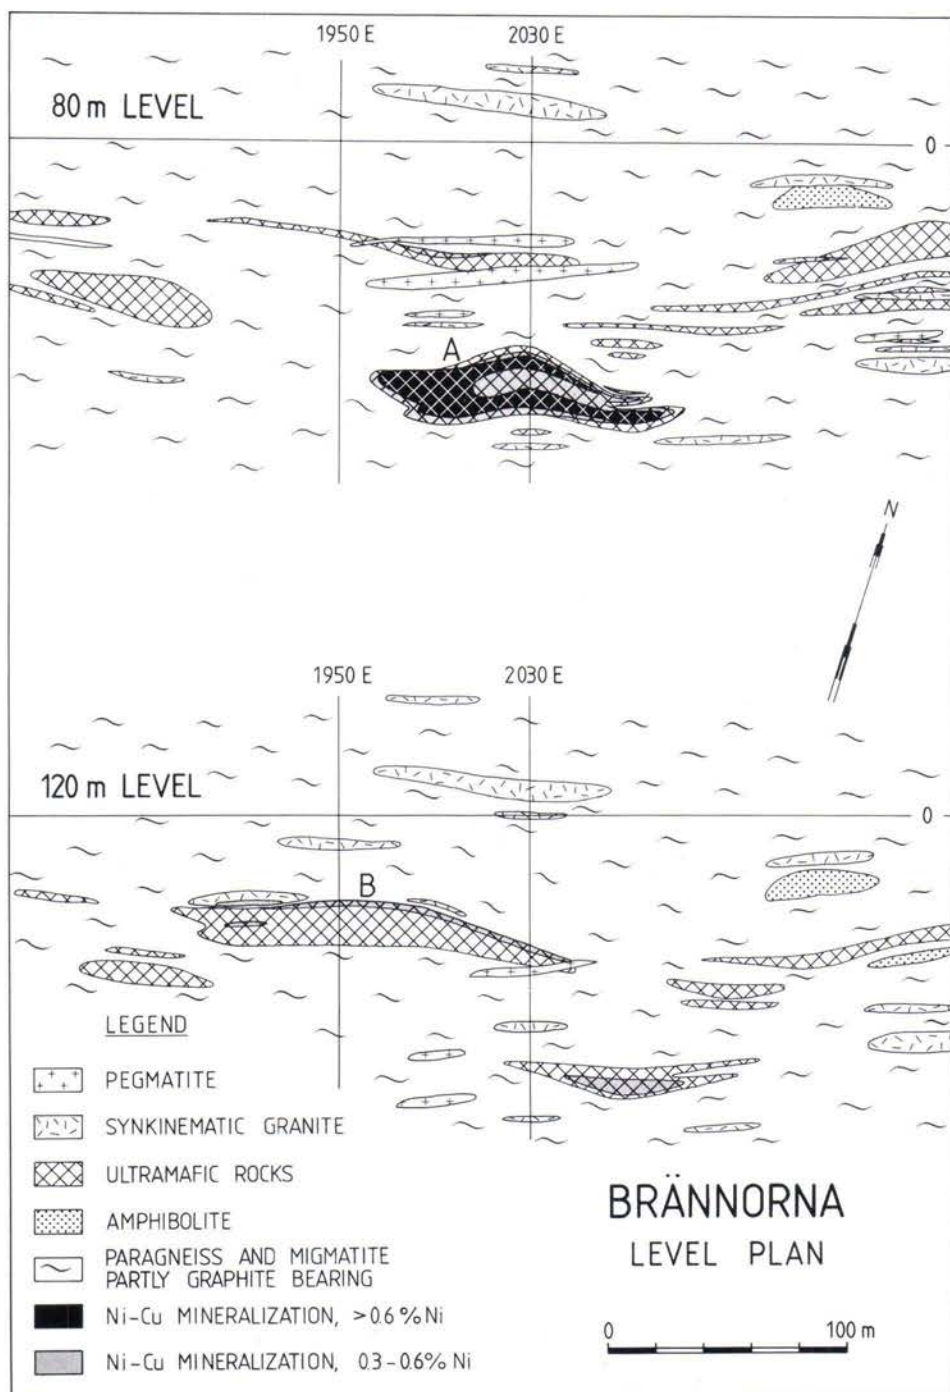 1950 E 2030 E
80 m LEVEL
0
A
N
1950 E 2030 E
120 m LEVEL
0
B
LEGEND
PEGMATITE
SYNKINEMATIC GRANITE
ULTRAMAFIC ROCKS
AMPHIBOLITE
PARAGNEISS AND MIGMATITE
PARTLY GRAPHITE BEARING
Ni-Cu MINERALIZATION, >0.6 % Ni
Ni-Cu MINERALIZATION, 0.3-0.6% Ni
BRÄNNORNA
LEVEL PLAN
0 100 m